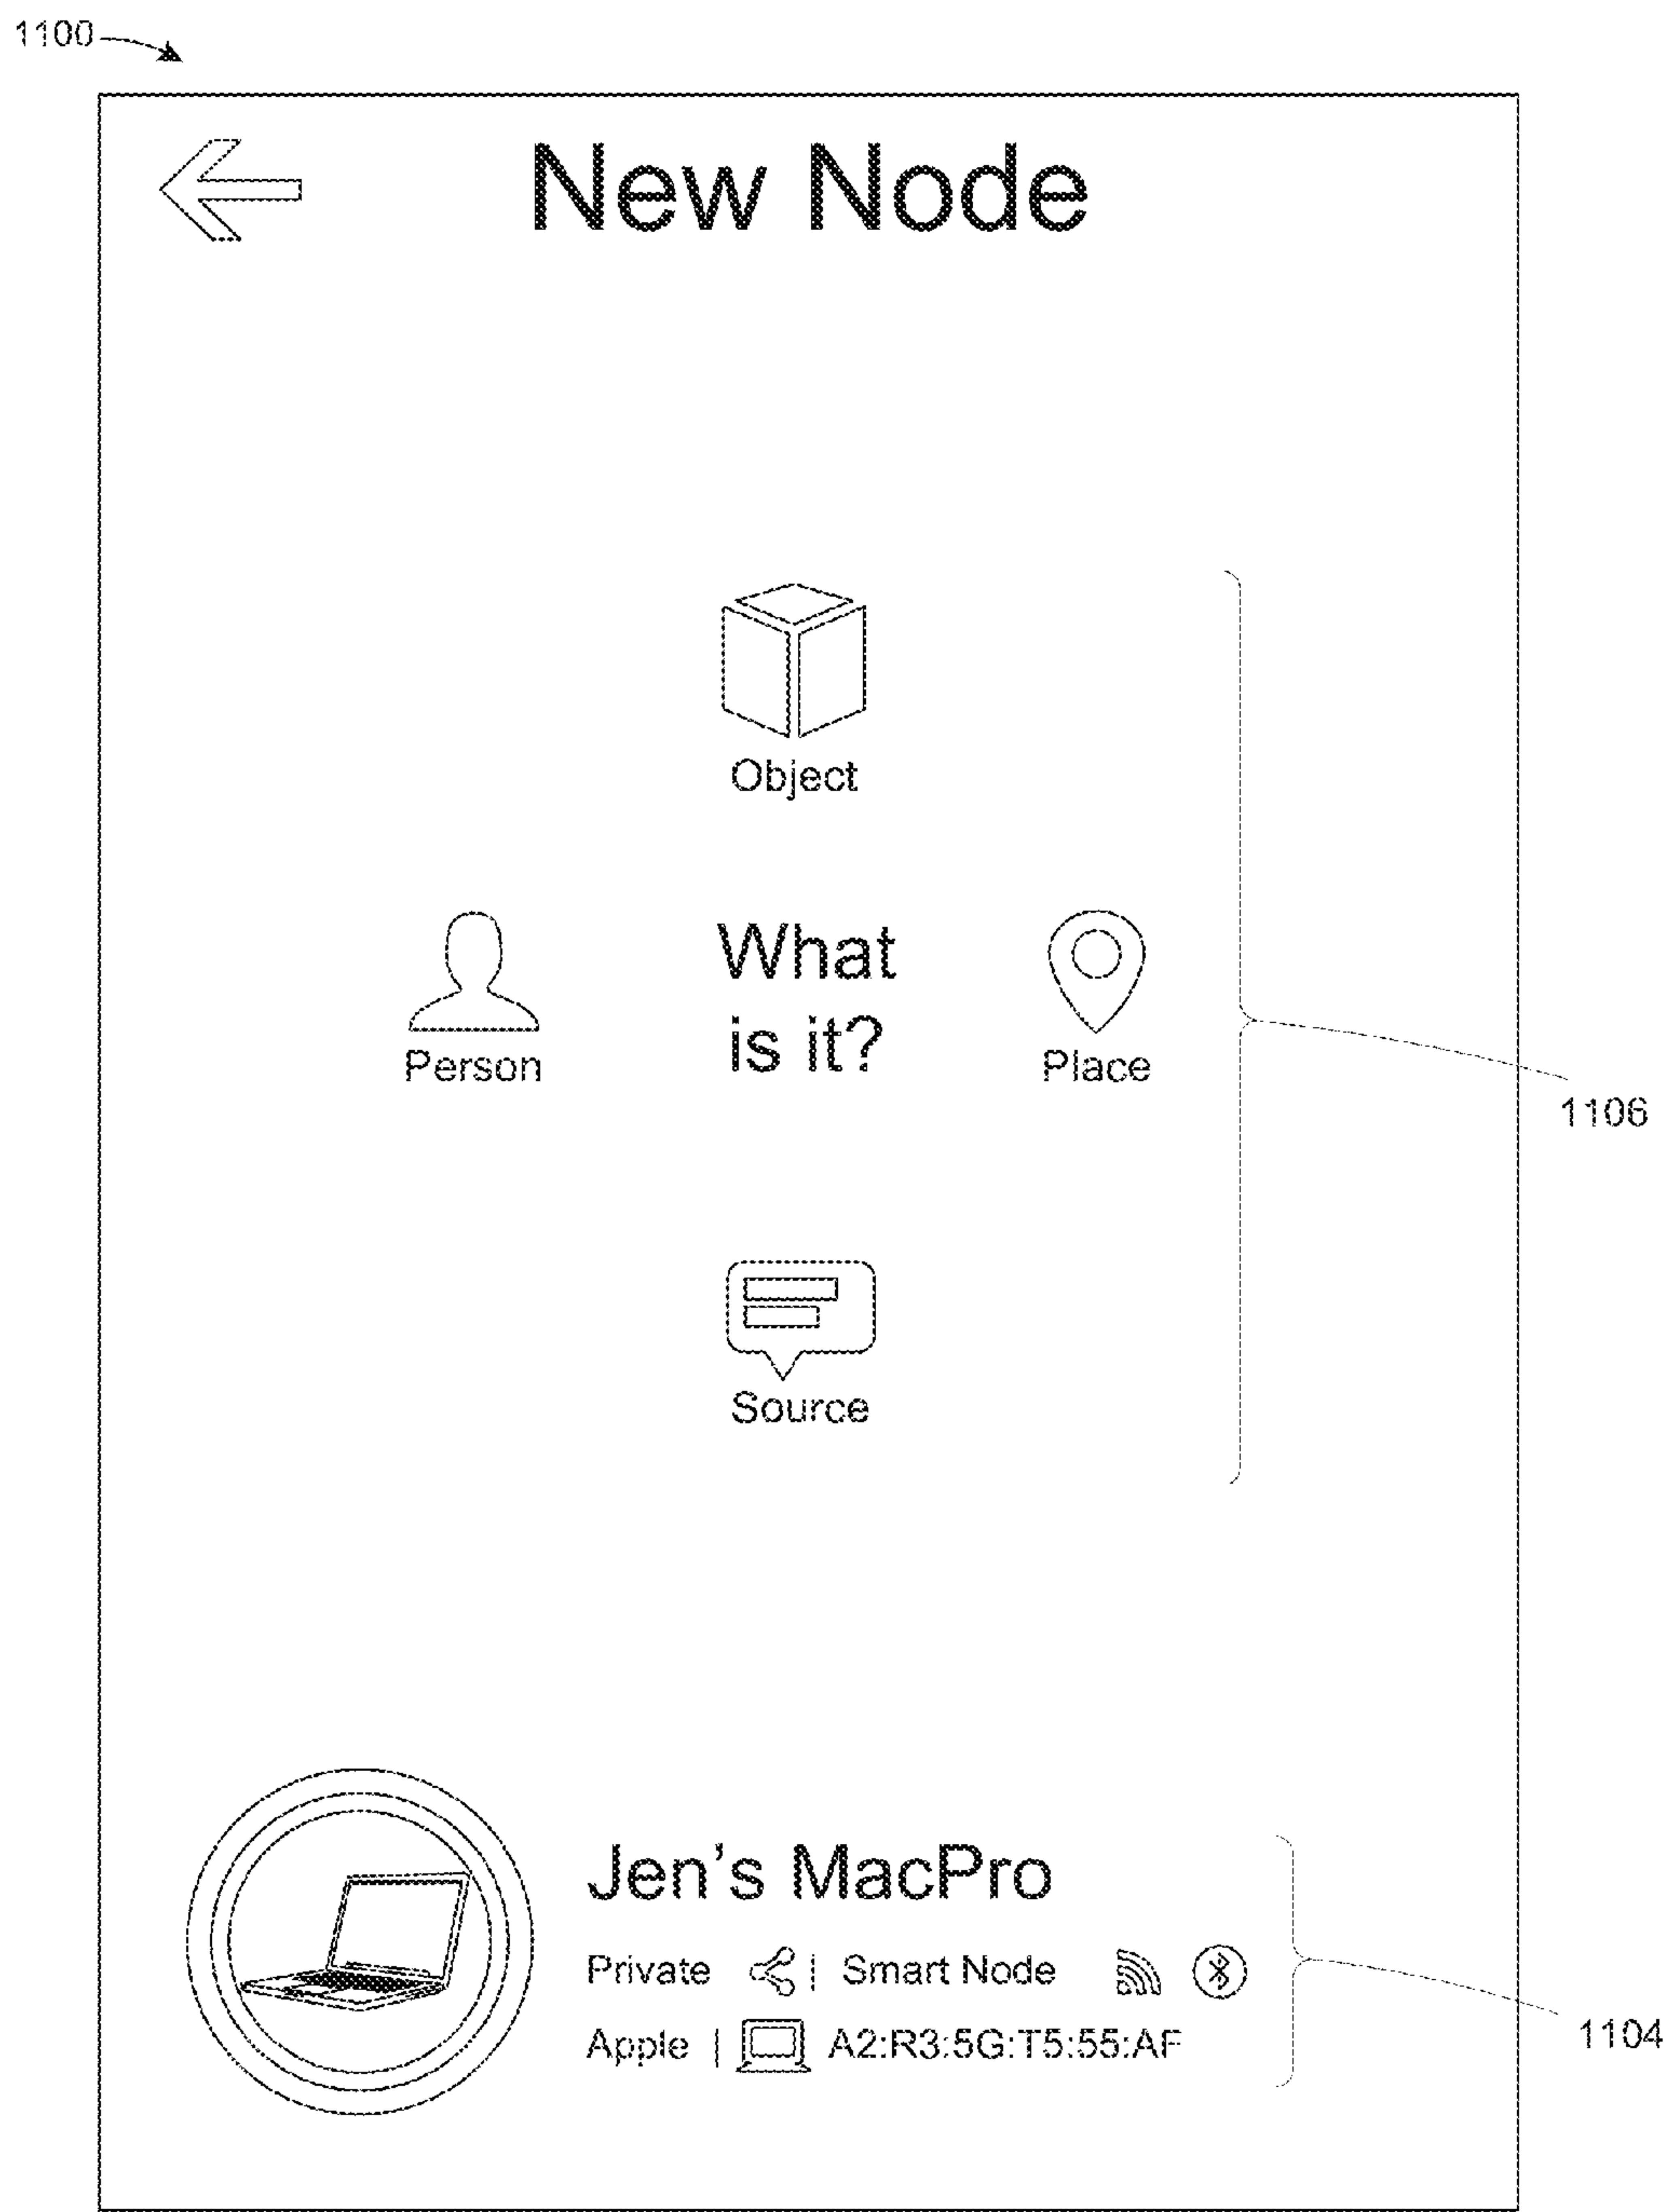 1100
New Node
Object
What
is it?
Person
Place
1106
Source
Jen's MacPro
Private | Smart Node
Apple | A2:R3:5G:T5:55:AF
1104